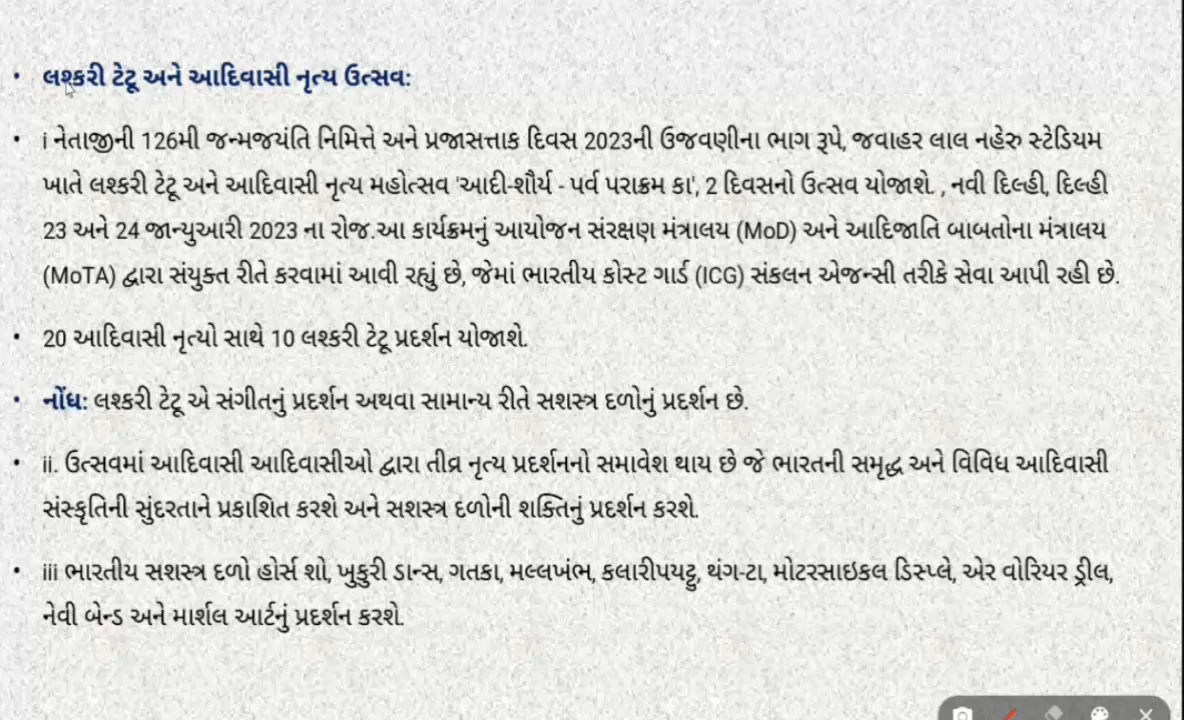 • લશ્કરી ટેટૂ અને આદિવાસી નૃત્ય ઉત્સવ:
• i નેતાજીની 126મી જન્મજયંતિ નિમિત્તે અને પ્રજાસત્તાક દિવસ 2023ની ઉજવણીના ભાગ રૂપે, જવાહર લાલ નહેરુ સ્ટેડિયમ
ખાતે લશ્કરી ટેટૂ અને આદિવાસી નૃત્ય મહોત્સવ 'આદી-શૌર્ય - પર્વ પરાક્રમ કા', 2 દિવસનો ઉત્સવ યોજાશે. , નવી દિલ્હી, દિલ્હી
23 અને 24 જાન્યુઆરી 2023 ના રોજ.આ કાર્યક્રમનું આયોજન સંરક્ષણ મંત્રાલય (MoD) અને આદિજાતિ બાબતોના મંત્રાલય
(MoTA) દ્વારા સંયુક્ત રીતે કરવામાં આવી રહ્યું છે, જેમાં ભારતીય કોસ્ટ ગાર્ડ (ICG) સંકલન એજન્સી તરીકે સેવા આપી રહી છે.
• 20 આદિવાસી નૃત્યો સાથે 10 લશ્કરી ટેટૂ પ્રદર્શન યોજાશે.
• નોંધ: લશ્કરી ટેટૂ એ સંગીતનું પ્રદર્શન અથવા સામાન્ય રીતે સશસ્ત્ર દળોનું પ્રદર્શન છે.
• ii. ઉત્સવમાં આદિવાસી આદિવાસીઓ દ્વારા તીવ્ર નૃત્ય પ્રદર્શનનો સમાવેશ થાય છે જે ભારતની સમૃદ્ધ અને વિવિધ આદિવાસી
સંસ્કૃતિની સુંદરતાને પ્રકાશિત કરશે અને સશસ્ત્ર દળોની શક્તિનું પ્રદર્શન કરશે.
• iii ભારતીય સશસ્ત્ર દળો હોર્સ શો, ખુકુરી ડાન્સ, ગતકા, મલ્લખંભ, કલારીપયટ્ટુ, થંગ-ટા, મોટરસાઇકલ ડિસ્પ્લે, એર વોરિયર ડ્રીલ,
નેવી બેન્ડ અને માર્શલ આર્ટનું પ્રદર્શન કરશે.